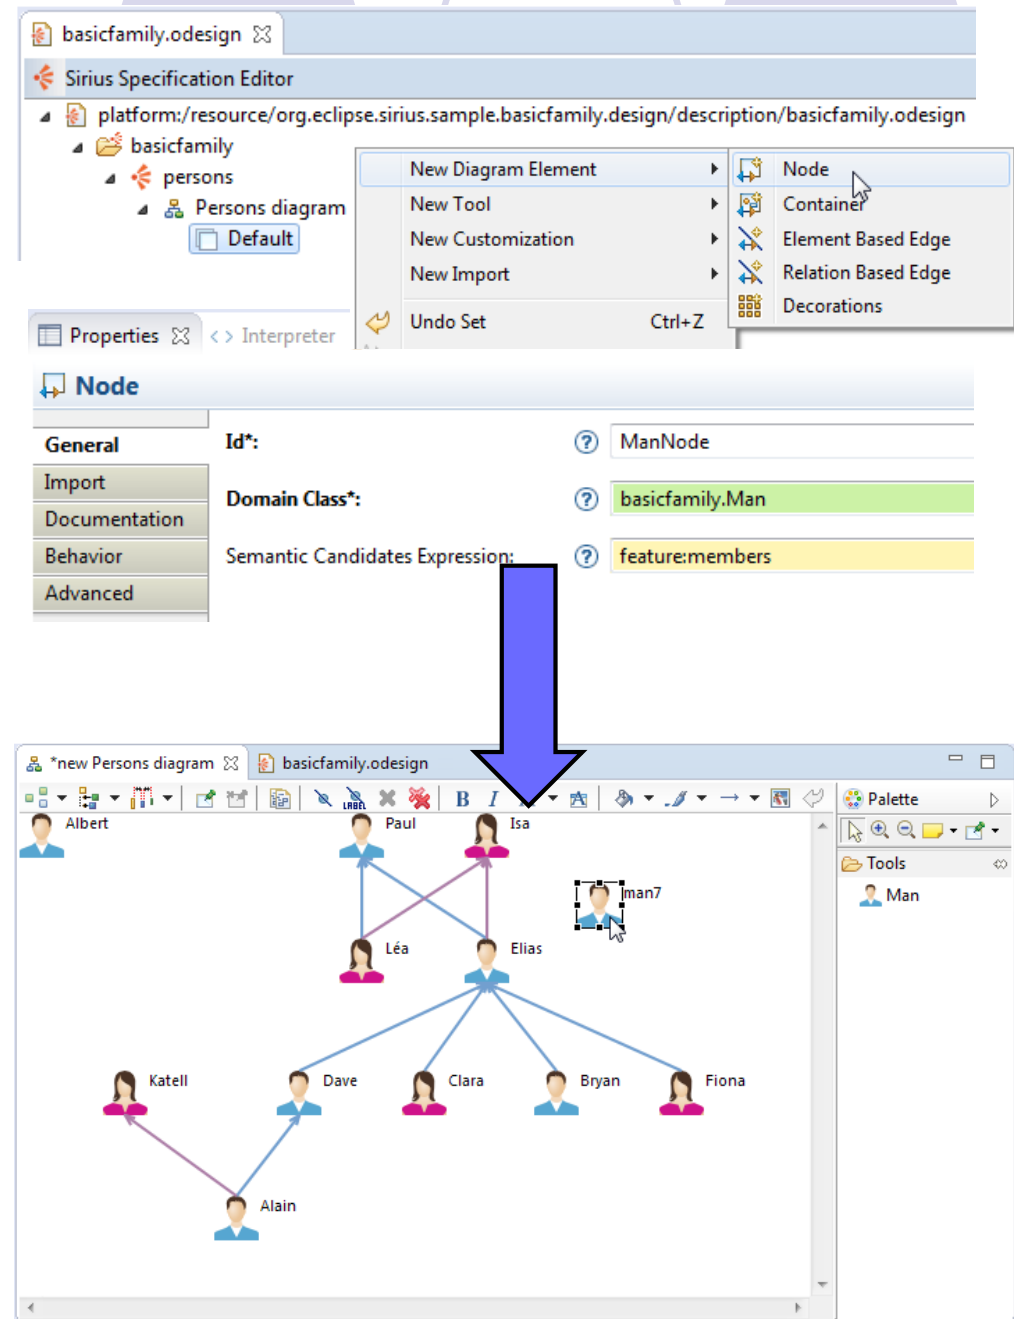 basicfamily.odesign
Sirius Specification Editor
platform:/resource/org.eclipse.sirius.sample.basicfamily.design/description/basicfamily.odesign
basicfamily
persons
Persons diagram
Default
New Diagram Element
New Tool
New Customization
New Import
Undo Set Ctrl+Z
Node
Container
Element Based Edge
Relation Based Edge
Decorations
Properties <> Interpreter
Node
General
Import
Documentation
Behavior
Advanced
Id*: ? ManNode
Domain Class*: ? basicfamily.Man
Semantic Candidates Expression: ? feature:members
*new Persons diagram basicfamily.odesign
LABEL B I A Palette
Tools
Man
Albert Paul Isa
man7
Léa Elias
Katell Dave Clara Bryan Fiona
Alain